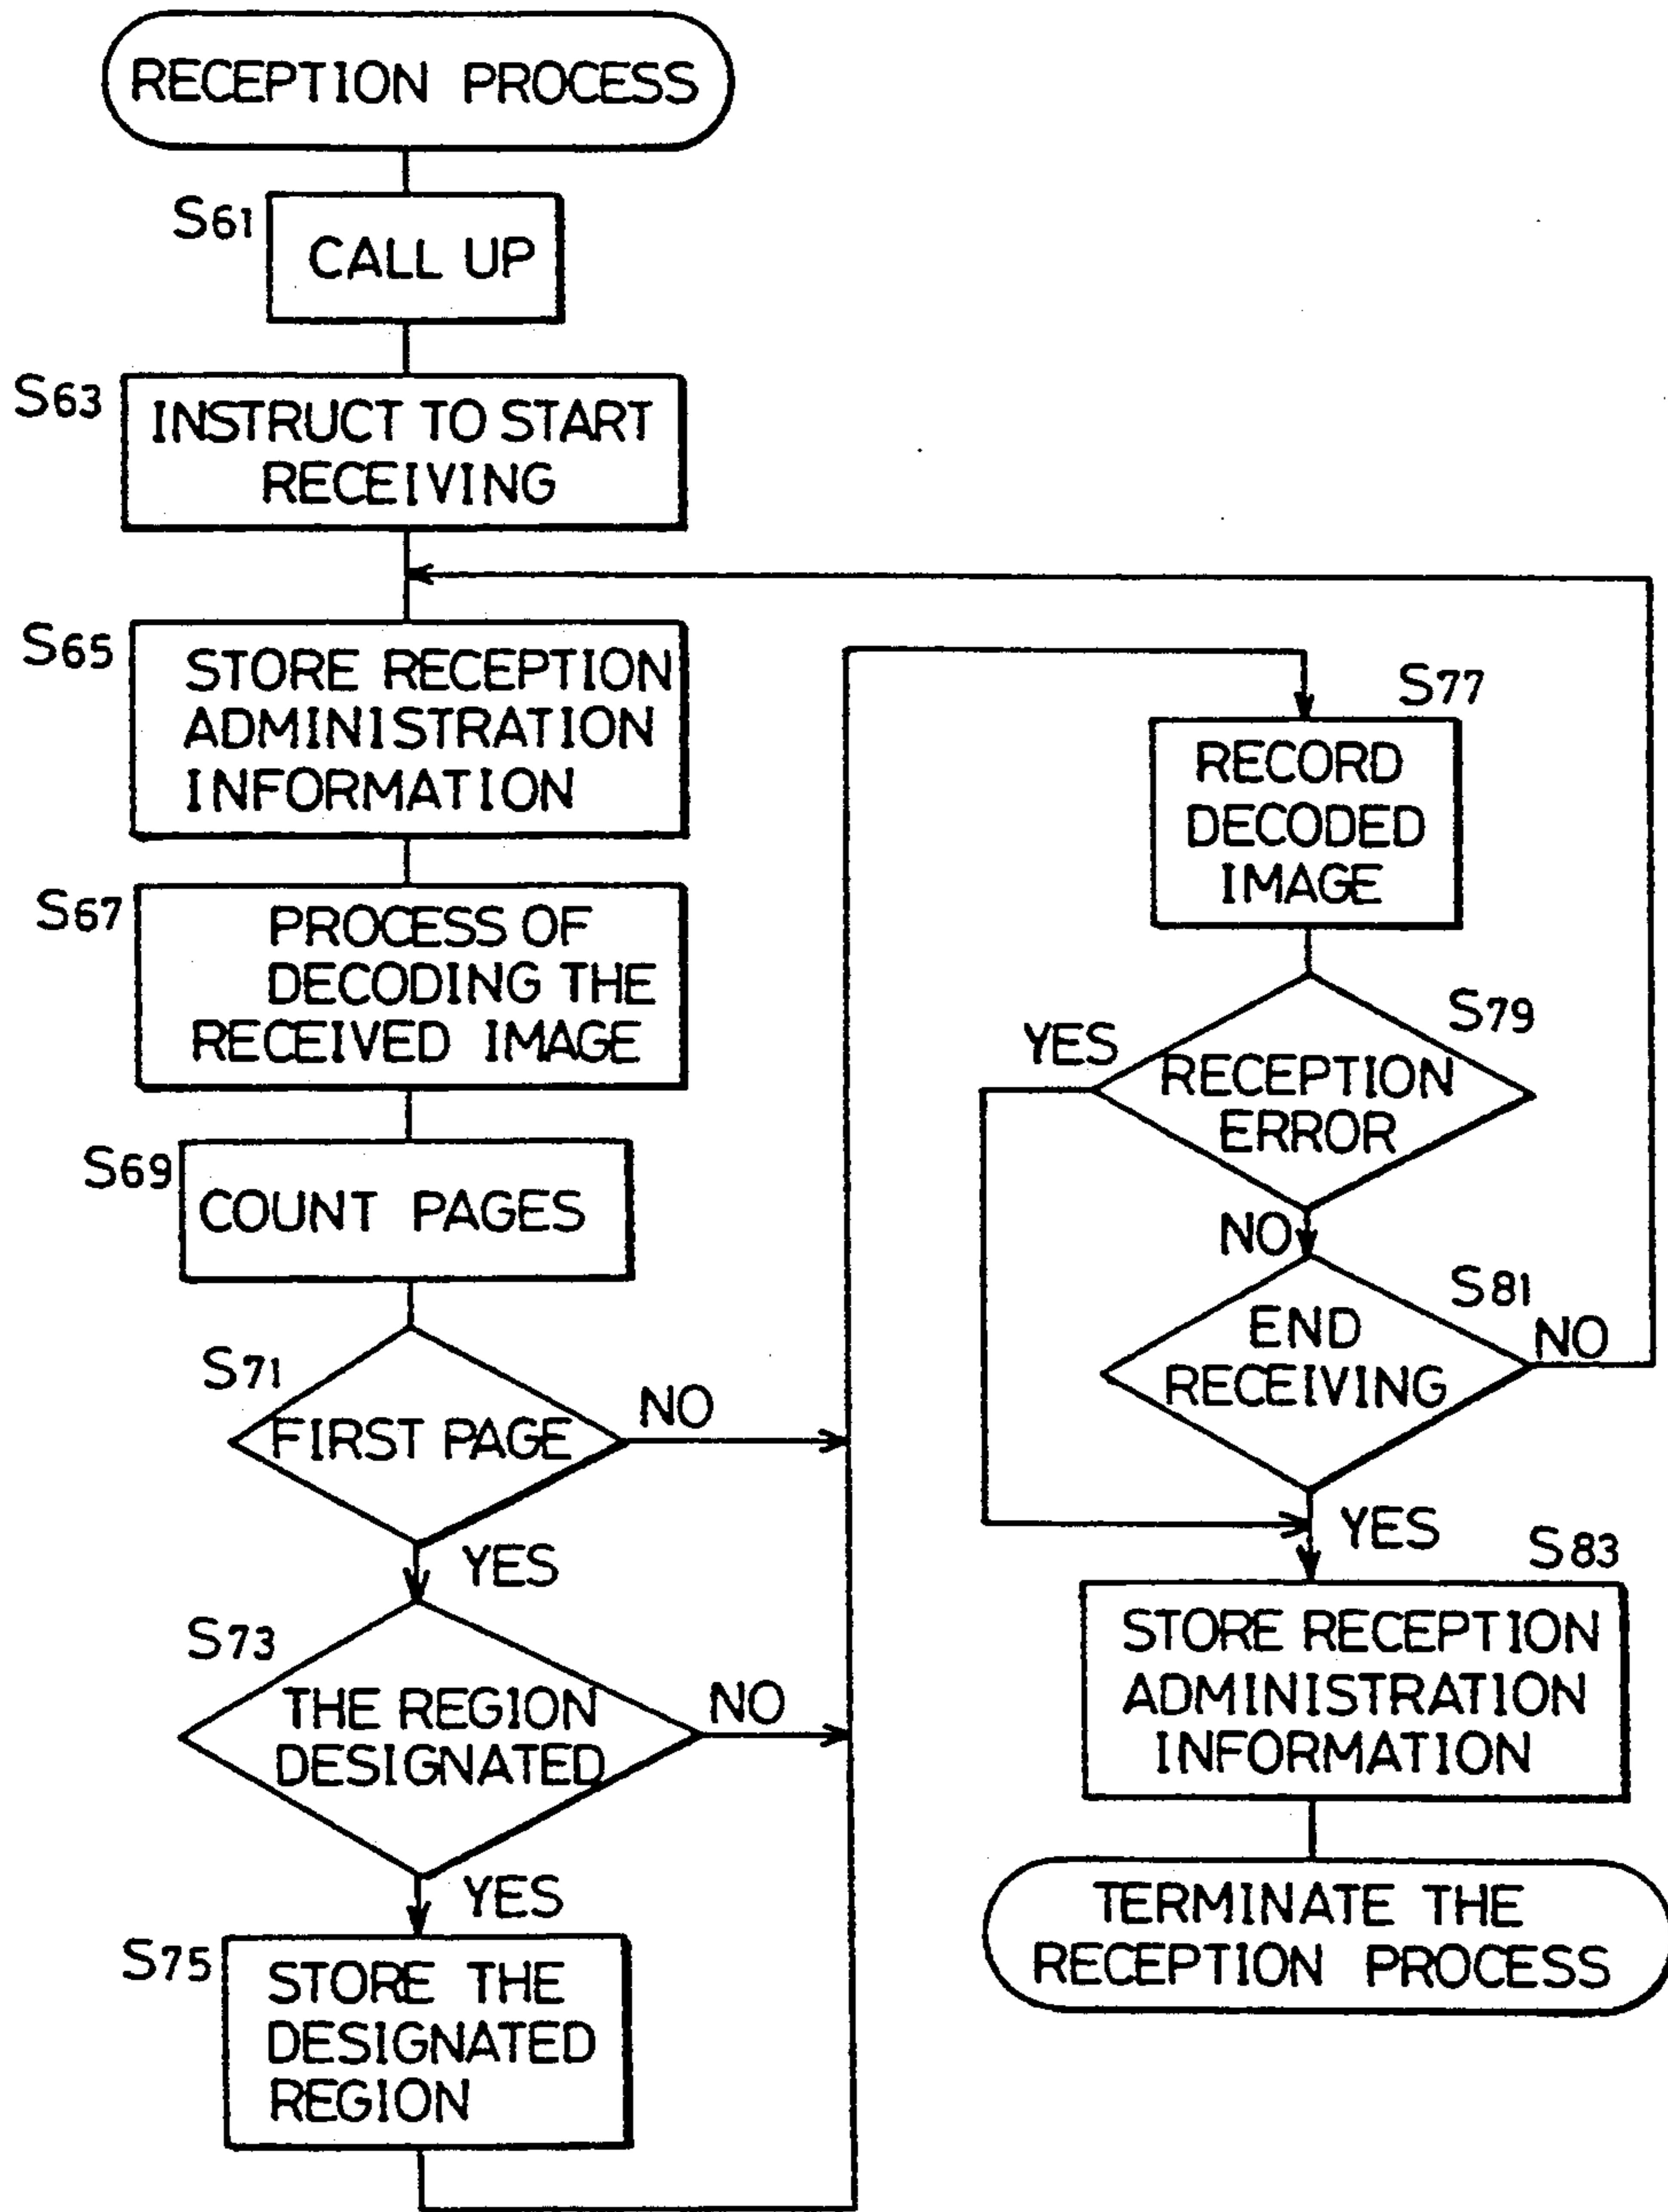 RECEPTION PROCESS
S61
CALL UP
S63
INSTRUCT TO START
RECEIVING
S65
STORE RECEPTION
ADMINISTRATION
INFORMATION
S67
PROCESS OF
DECODING THE
RECEIVED IMAGE
S69
COUNT PAGES
S71
FIRST PAGE
NO
YES
S73
THE REGION
DESIGNATED
NO
YES
S75
STORE THE
DESIGNATED
REGION
S77
RECORD
DECODED
IMAGE
S79
YES
RECEPTION
ERROR
NO
S81
END
RECEIVING
NO
YES
S83
STORE RECEPTION
ADMINISTRATION
INFORMATION
TERMINATE THE
RECEPTION PROCESS